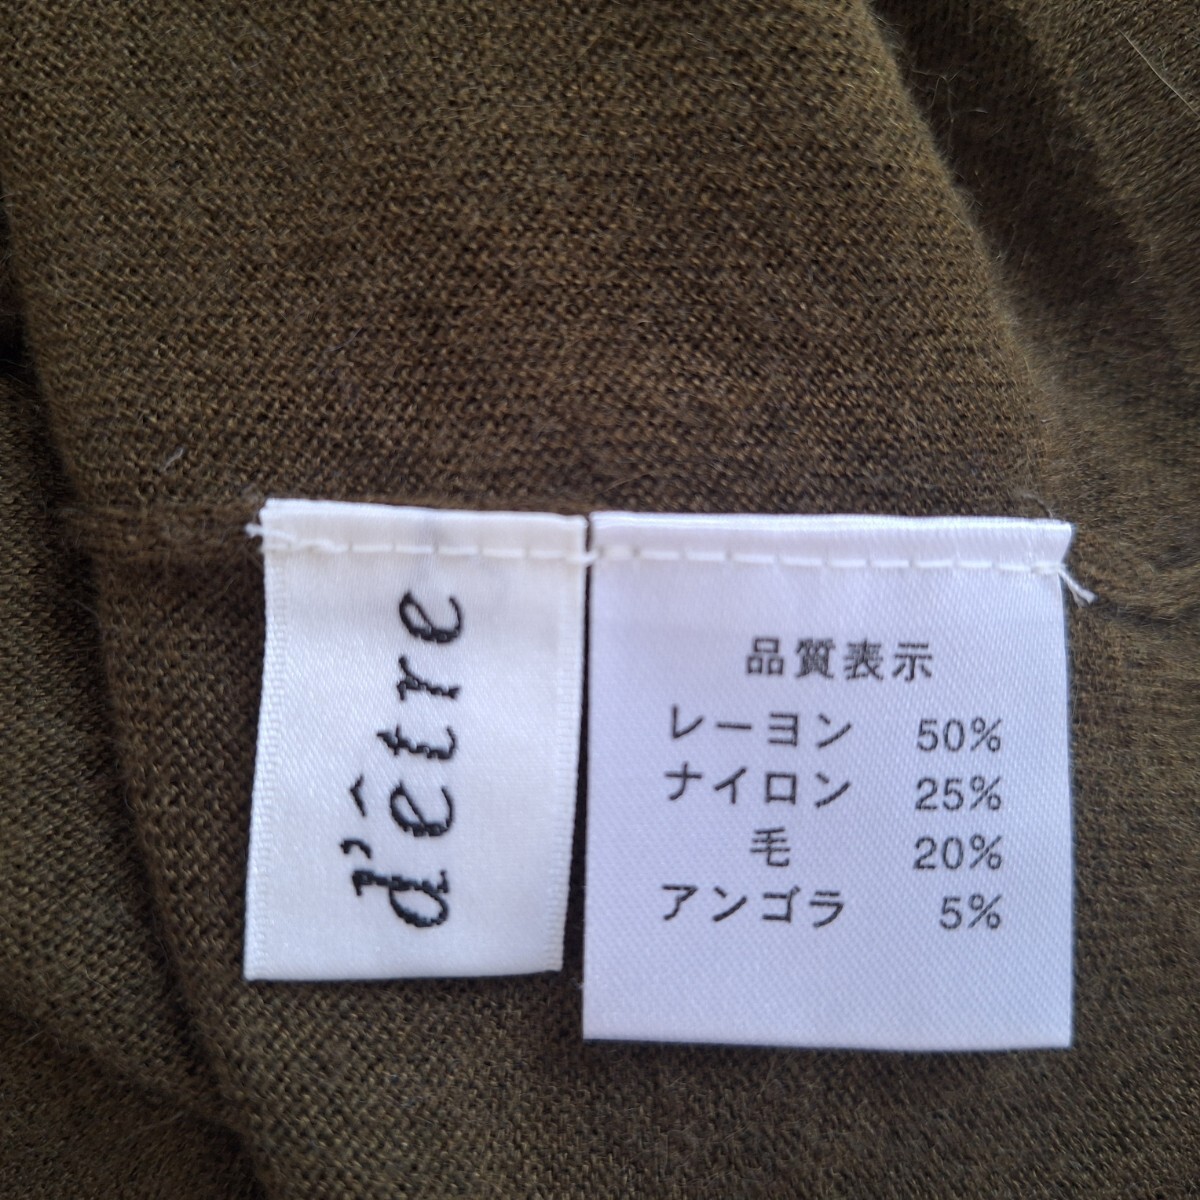 d'être
品質表示
レーヨン 50%
ナイロン 25%
毛 20%
アンゴラ 5%